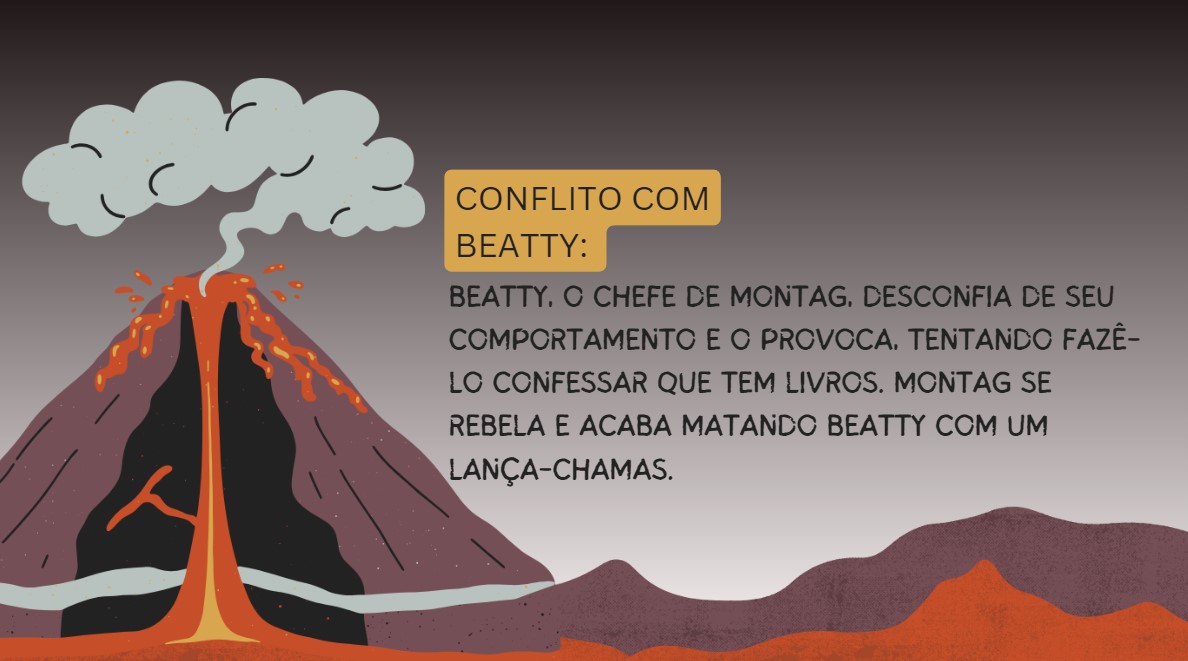 CONFLITO COM
BEATTY:
BEATTY, O CHEFE DE MONTAG, DESCONFIA DE SEU
COMPORTAMENTO E O PROVOCA, TENTANDO FAZÊ-
LO CONFESSAR QUE TEM LIVROS. MONTAG SE
REBELA E ACABA MATANDO BEATTY COM UM
LANÇA-CHAMAS.